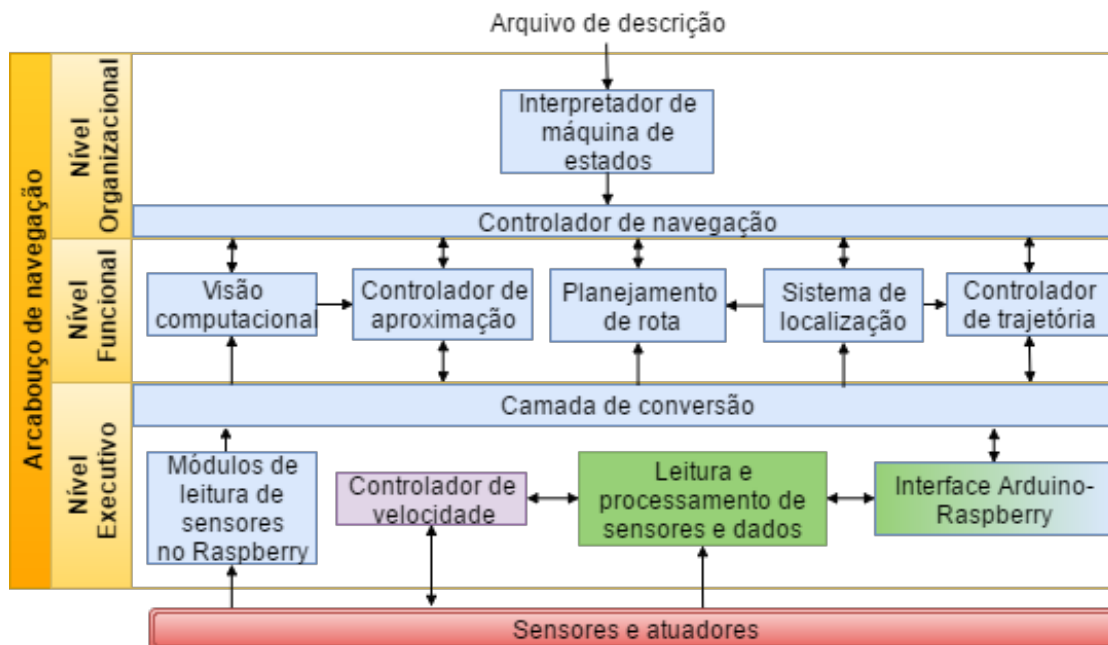 Arquivo de descrição
Arcabouço de navegação
Nível
Organizacional
Interpretador de
máquina de
estados
Controlador de navegação
Nível
Funcional
Visão
computacional
Controlador de
aproximação
Planejamento
de rota
Sistema de
localização
Controlador
de trajetória
Nível
Executivo
Camada de conversão
Módulos de
leitura de
sensores
no Raspberry
Controlador de
velocidade
Leitura e
processamento de
sensores e dados
Interface Arduino-
Raspberry
Sensores e atuadores